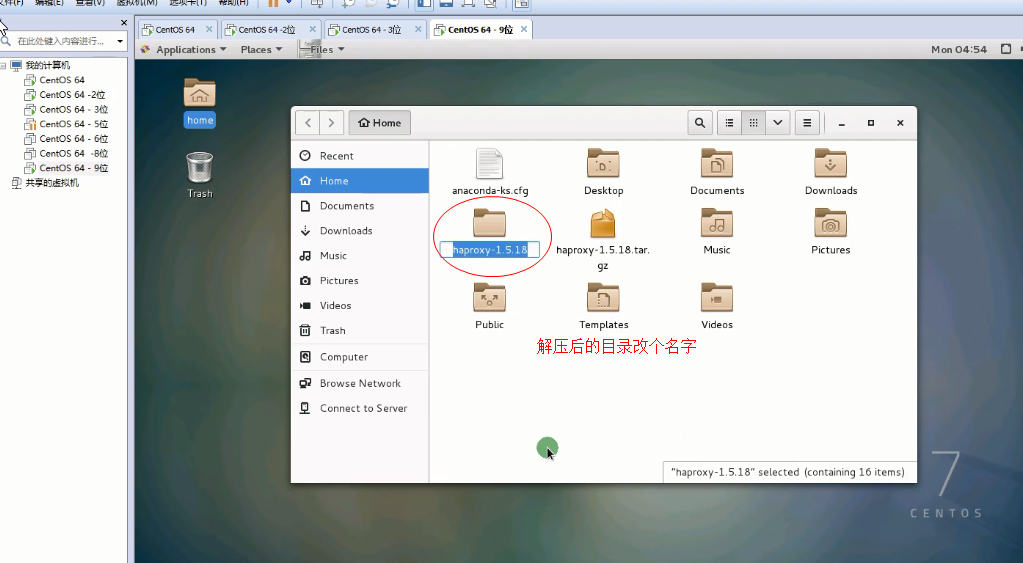 文件(F) 编辑(E) 查看(V) 虚拟机(M) 选项卡(T) 帮助(H)
在此处键入内容进行...
我的计算机
CentOS 64
CentOS 64 -2位
CentOS 64 - 3位
CentOS 64 - 5位
CentOS 64 - 6位
CentOS 64 -8位
CentOS 64 - 9位
共享的虚拟机
CentOS 64
CentOS 64 -2位
CentOS 64 - 3位
CentOS 64 - 9位
Applications Places Files
Mon 04:54
home
Trash
Home
Recent
Home
Documents
Downloads
Music
Pictures
Videos
Trash
Computer
Browse Network
Connect to Server
anaconda-ks.cfg
Desktop
Documents
Downloads
haproxy-1.5.18
haproxy-1.5.18.tar.
gz
Music
Pictures
Public
Templates
Videos
解压后的目录改个名字
"haproxy-1.5.18" selected (containing 16 items)
7
CENTOS